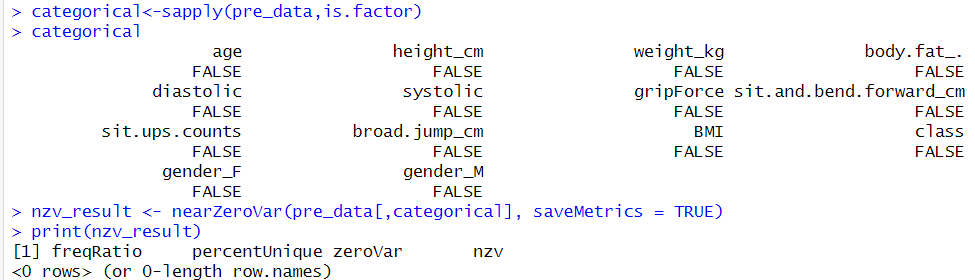 > categorical<-sapply(pre_data,is.factor)
> categorical
age height_cm weight_kg body.fat_.
FALSE FALSE FALSE FALSE
diastolic systolic gripForce sit.and.bend.forward_cm
FALSE FALSE FALSE FALSE
sit.ups.counts broad.jump_cm BMI class
FALSE FALSE FALSE FALSE
gender_F gender_M
FALSE FALSE
> nzv_result <- nearZeroVar(pre_data[,categorical], saveMetrics = TRUE)
> print(nzv_result)
[1] freqRatio percentUnique zeroVar nzv
<0 rows> (or 0-length row.names)